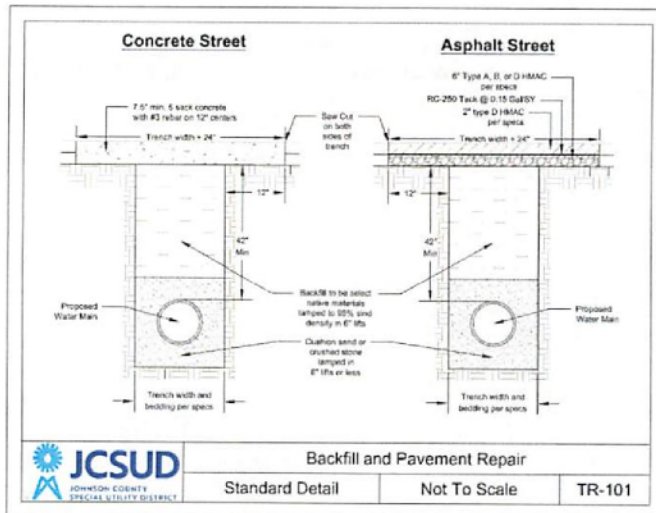 Concrete Street
Asphalt Street
6" Type A, B, or D HMAC
per specs
RC-250 Tack @ 0.15 Gal/SY
2" type D HMAC
per specs
7.5" min. 6 sack concrete
with #3 rebar on 12" centers
Saw Cut
on both
sides of
trench
Trench width + 24"
Trench width + 24"
12"
12"
42"
Min
42"
Min
Backfill to be select
native materials
tamped to 95% std
density in 6" lifts
Proposed
Water Main
Proposed
Water Main
Cushion sand or
crushed stone
tamped in
6" lifts or less
Trench width and
bedding per specs
Trench width and
bedding per specs
JCSUD
JOHNSON COUNTY
SPECIAL UTILITY DISTRICT
Backfill and Pavement Repair
Standard Detail
Not To Scale
TR-101